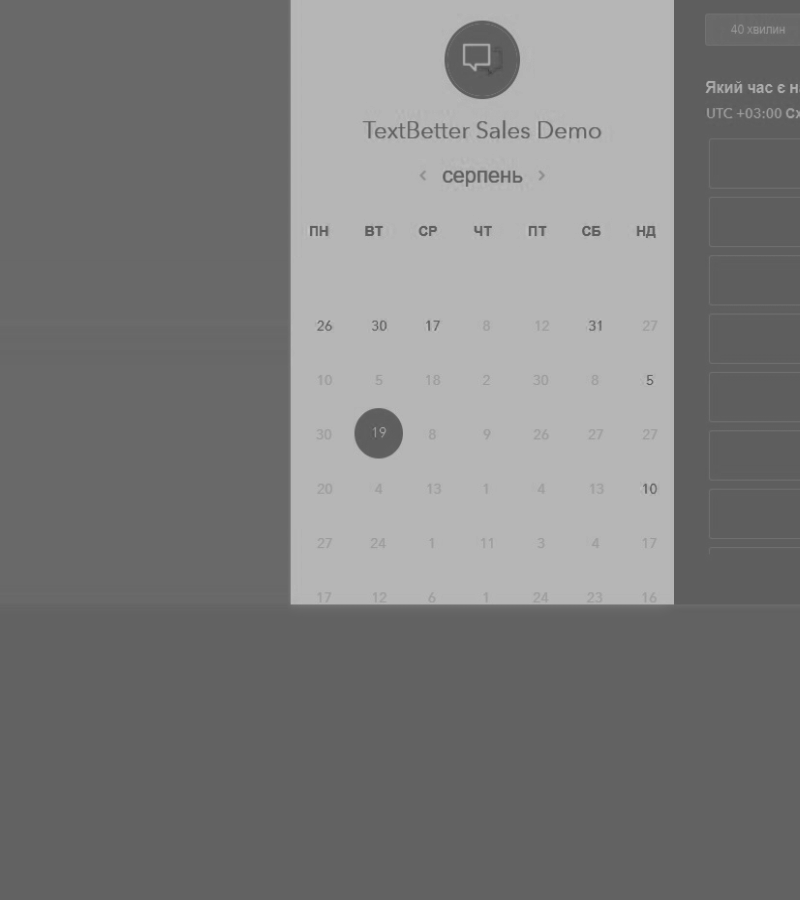 40 хвилин
TextBetter Sales Demo
‹ серпень ›
Який час є н
UTC +03:00 Сх
ПН ВТ СР ЧТ ПТ СБ НД
26 30 17 8 12 31 27
10 5 18 2 30 8 5
30 19 8 9 26 27 27
20 4 13 1 4 13 10
27 24 1 11 3 4 17
17 12 6 1 24 23 16